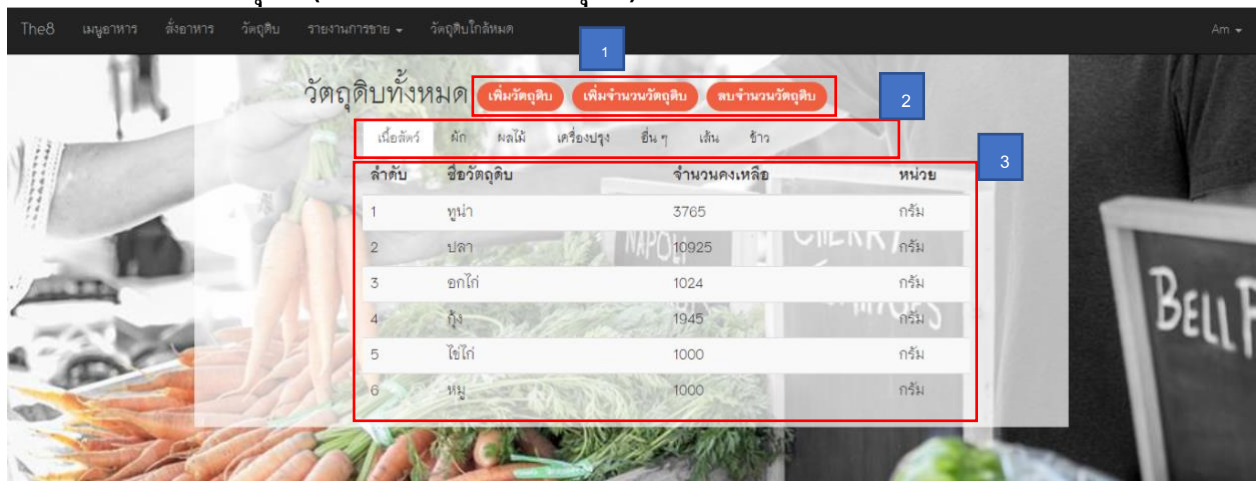 The8 เมนูอาหาร สั่งอาหาร วัตถุดิบ รายงานการขาย วัตถุดิบใกล้หมด Am
1
วัตถุดิบทั้งหมด เพิ่มวัตถุดิบ เพิ่มจำนวนวัตถุดิบ ลบจำนวนวัตถุดิบ
2
เนื้อสัตว์ ผัก ผลไม้ เครื่องปรุง อื่น ๆ เส้น ข้าว
3
ลำดับ ชื่อวัตถุดิบ จำนวนคงเหลือ หน่วย
1 ทูน่า 3765 กรัม
2 ปลา 10925 กรัม
3 อกไก่ 1024 กรัม
4 กุ้ง 1945 กรัม
5 ไข่ไก่ 1000 กรัม
6 หมู 1000 กรัม
NAPOLI
CHERRY
BELL